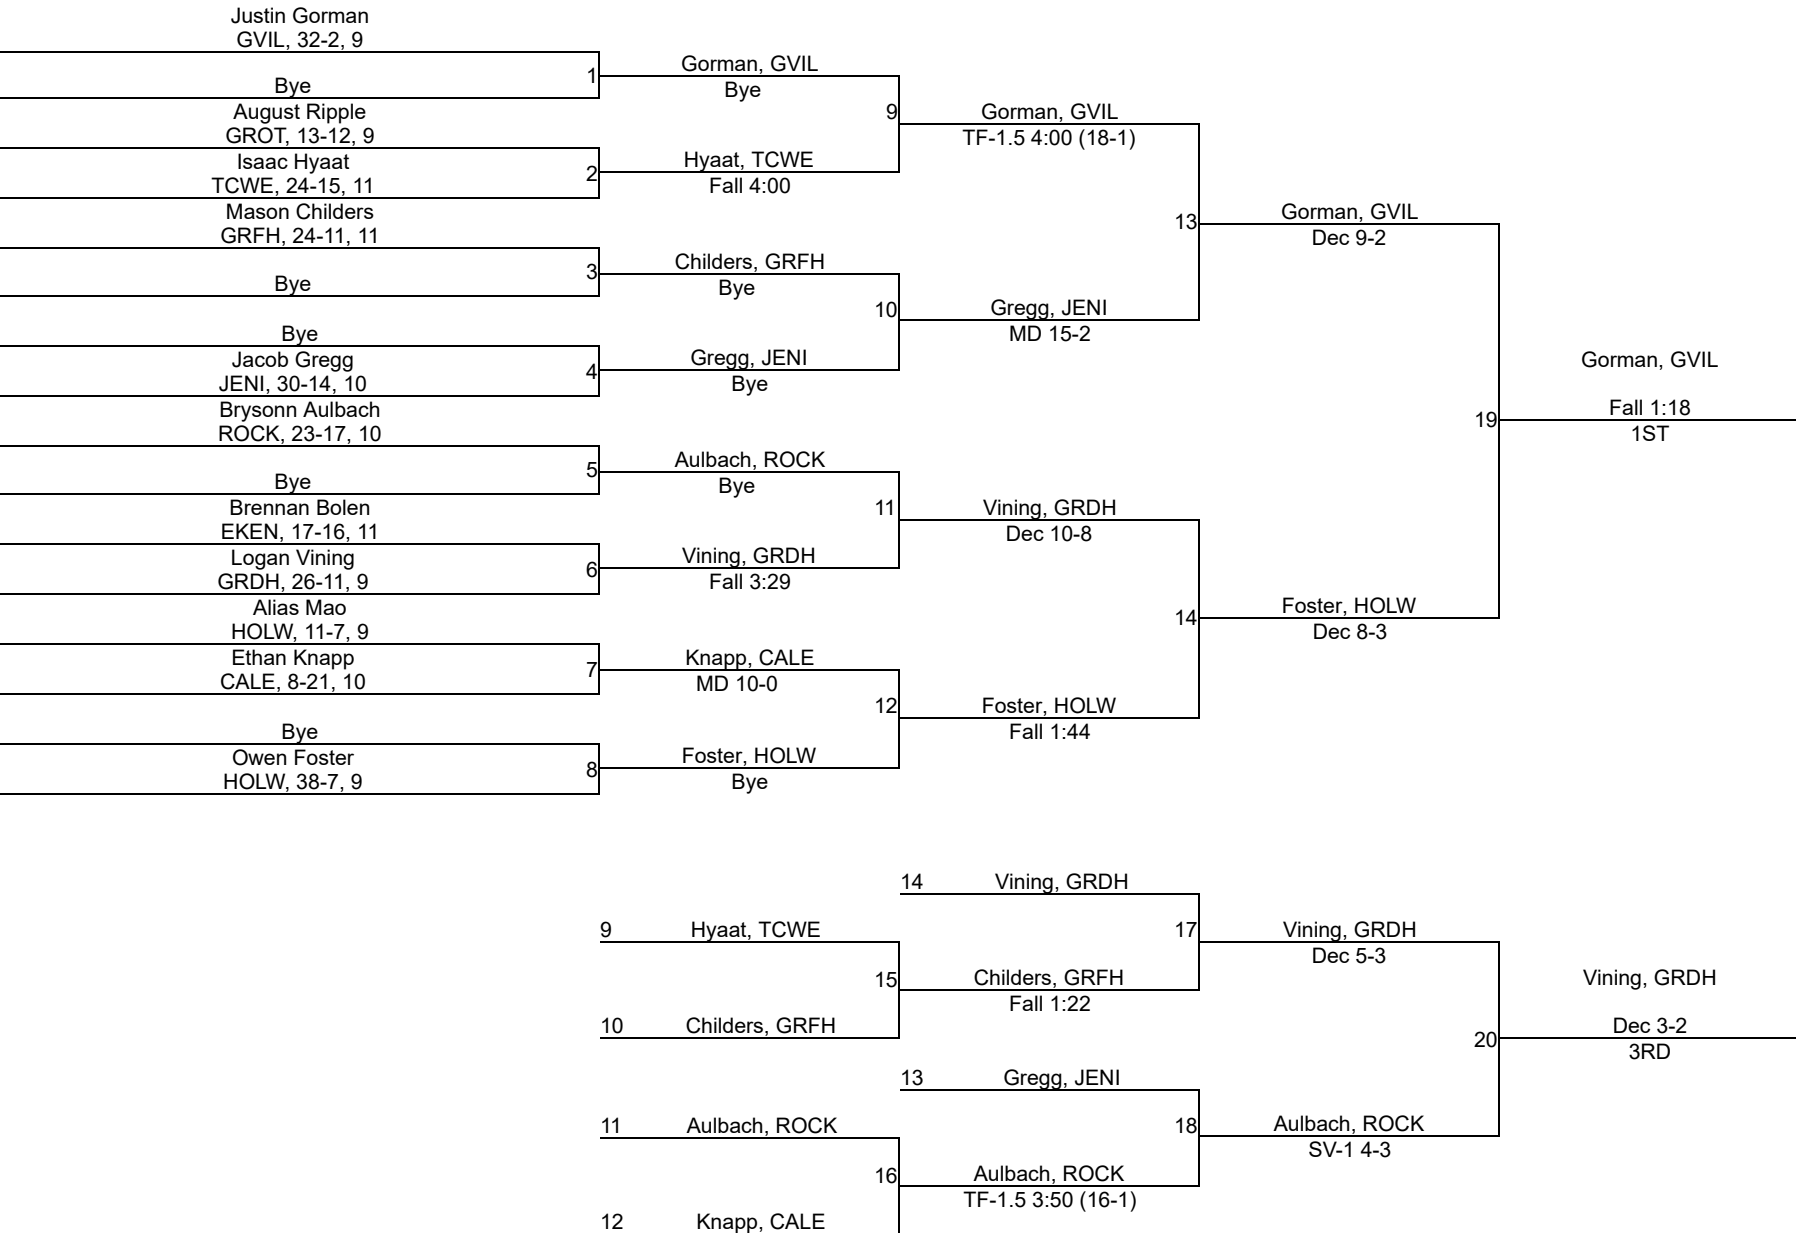 Justin Gorman
GVIL, 32-2, 9
Bye
1
August Ripple
GROT, 13-12, 9
Isaac Hyaat
TCWE, 24-15, 11
2
Mason Childers
GRFH, 24-11, 11
Bye
3
Bye
Jacob Gregg
JENI, 30-14, 10
4
Brysonn Aulbach
ROCK, 23-17, 10
Bye
5
Brennan Bolen
EKEN, 17-16, 11
Logan Vining
GRDH, 26-11, 9
6
Alias Mao
HOLW, 11-7, 9
Ethan Knapp
CALE, 8-21, 10
7
Bye
Owen Foster
HOLW, 38-7, 9
8
Gorman, GVIL
Bye
9
Hyaat, TCWE
Fall 4:00
Childers, GRFH
Bye
10
Gregg, JENI
Bye
Aulbach, ROCK
Bye
11
Vining, GRDH
Fall 3:29
Knapp, CALE
MD 10-0
12
Foster, HOLW
Bye
Gorman, GVIL
TF-1.5 4:00 (18-1)
13
Gregg, JENI
MD 15-2
Vining, GRDH
Dec 10-8
14
Foster, HOLW
Fall 1:44
Gorman, GVIL
Dec 9-2
19
Foster, HOLW
Dec 8-3
Gorman, GVIL
Fall 1:18
1ST
14 Vining, GRDH
9 Hyaat, TCWE
17
15
Childers, GRFH
Fall 1:22
10 Childers, GRFH
13 Gregg, JENI
11 Aulbach, ROCK
18
16
Aulbach, ROCK
TF-1.5 3:50 (16-1)
12 Knapp, CALE
Vining, GRDH
Dec 5-3
20
Aulbach, ROCK
SV-1 4-3
Vining, GRDH
Dec 3-2
3RD